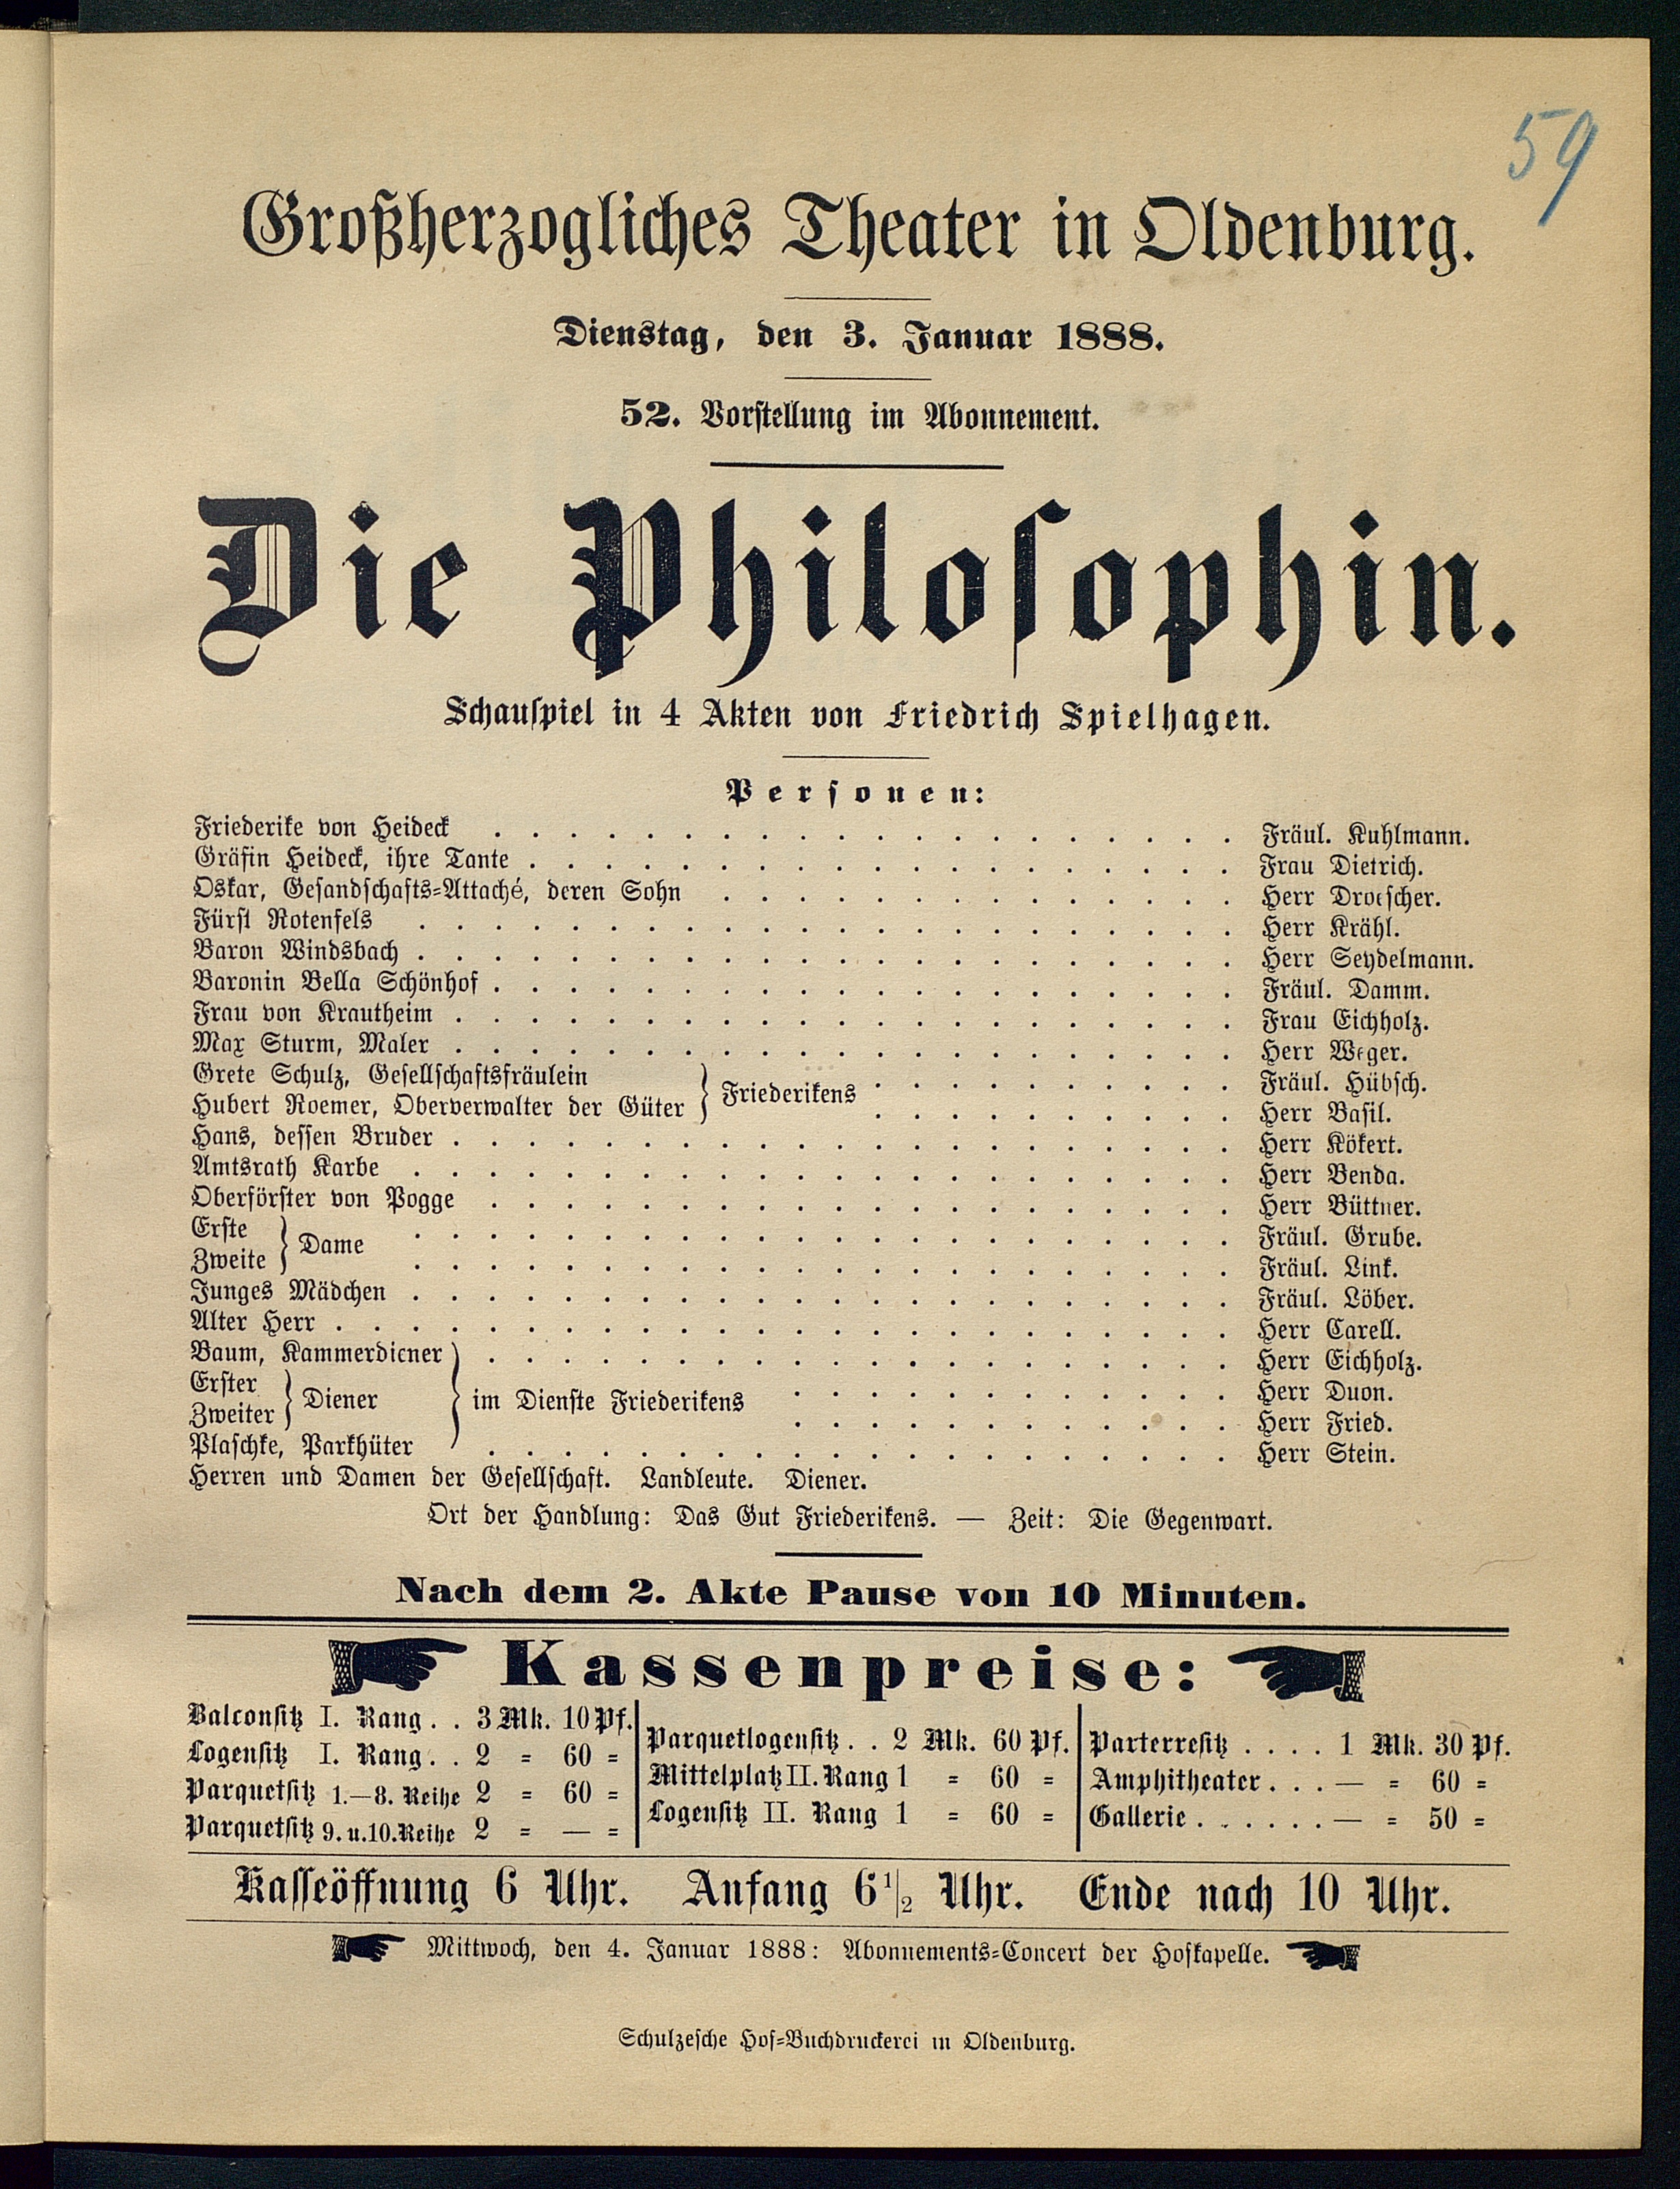 59
Großherzogliches Theater in Oldenburg.
Dienstag, den 3. Januar 1888.
52. Vorstellung im Abonnement.
Die Philosophin.
Schauspiel in 4 Akten von Friedrich Spielhagen.
Personen:
Friederike von Heideck . . . . . Fräul. Kuhlmann.
Gräfin Heideck, ihre Tante . . . . . Frau Dietrich.
Oskar, Gesandschafts-Attaché, deren Sohn . . . . . Herr Droescher.
Fürst Rotenfels . . . . . Herr Krähl.
Baron Windsbach . . . . . Herr Seydelmann.
Baronin Bella Schönhof . . . . . Fräul. Damm.
Frau von Krautheim . . . . . Frau Eichholz.
Max Sturm, Maler . . . . . Herr Weger.
Grete Schulz, Gesellschaftsfräulein } Friederikens . . . . . Fräul. Hübsch.
Hubert Roemer, Oberverwalter der Güter . . . . . Herr Basil.
Hans, dessen Bruder . . . . . Herr Kökert.
Amtsrath Karbe . . . . . Herr Benda.
Oberförster von Pogge . . . . . Herr Büttner.
Erste } Dame . . . . . Fräul. Grube.
Zweite . . . . . Fräul. Link.
Junges Mädchen . . . . . Fräul. Löber.
Alter Herr . . . . . Herr Carell.
Baum, Kammerdiener . . . . . Herr Eichholz.
Erster } Diener } im Dienste Friederikens . . . . . Herr Duon.
Zweiter . . . . . Herr Fried.
Plaschke, Parkhüter . . . . . Herr Stein.
Herren und Damen der Gesellschaft. Landleute. Diener.
Ort der Handlung: Das Gut Friederikens. — Zeit: Die Gegenwart.
Nach dem 2. Akte Pause von 10 Minuten.
Kassenpreise:
Balconsitz I. Rang . . 3 Mk. 10 Pf.
Logensitz I. Rang . . 2 = 60 =
Parquetsitz 1.—8. Reihe 2 = 60 =
Parquetsitz 9. u. 10. Reihe 2 = — =
Parquetlogensitz . . 2 Mk. 60 Pf.
Mittelplatz II. Rang 1 = 60 =
Logensitz II. Rang 1 = 60 =
Parterresitz . . . . 1 Mk. 30 Pf.
Amphitheater . . . — = 60 =
Gallerie . . . . . . — = 50 =
Kasseöffnung 6 Uhr. Anfang 6 1/2 Uhr. Ende nach 10 Uhr.
Mittwoch, den 4. Januar 1888: Abonnements-Concert der Hofkapelle.
Schulzesche Hof-Buchdruckerei in Oldenburg.